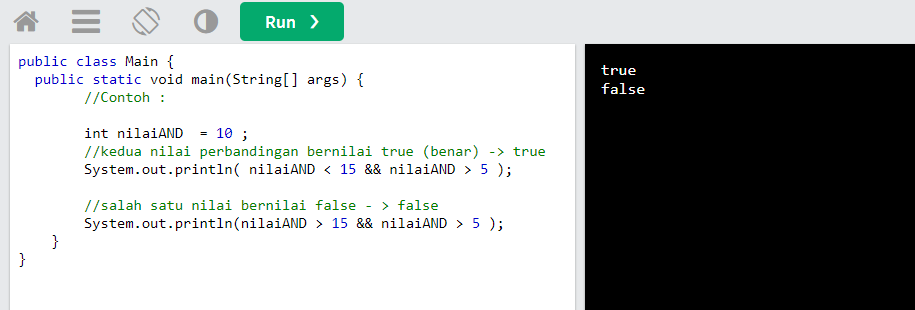 Run ❯
public class Main {
  public static void main(String[] args) {
        //Contoh :

        int nilaiAND  = 10 ;
        //kedua nilai perbandingan bernilai true (benar) -> true
        System.out.println( nilaiAND < 15 && nilaiAND > 5 );

        //salah satu nilai bernilai false - > false
        System.out.println(nilaiAND > 15 && nilaiAND > 5 );
    }
}
true
false